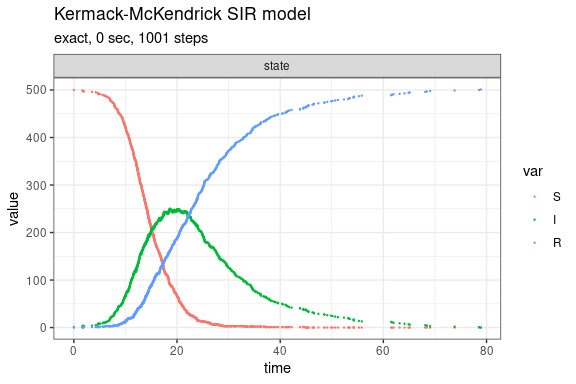 Kermack-McKendrick SIR model
exact, 0 sec, 1001 steps
state
500
400
300
200
100
0
value
0 20 40 60 80
time
var
S
I
R